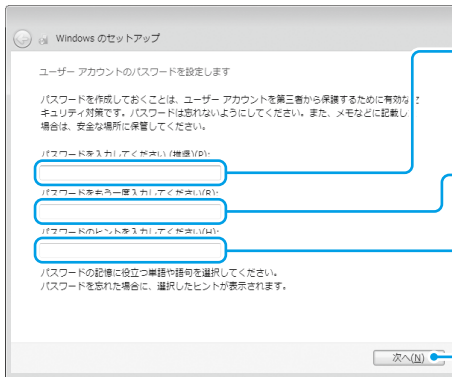 Windows のセットアップ
ユーザー アカウントのパスワードを設定します
パスワードを作成しておくことは、ユーザー アカウントを第三者から保護するために有効なセ
キュリティ対策です。パスワードは忘れないようにしてください。また、メモなどに記載し
場合は、安全な場所に保管してください。
パスワードを入力してください (推奨)(P):
パスワードをもう一度入力してください(R):
パスワードのヒントを入力してください(H):
パスワードの記憶に役立つ単語や語句を選択してください。
パスワードを忘れた場合に、選択したヒントが表示されます。
次へ(N)